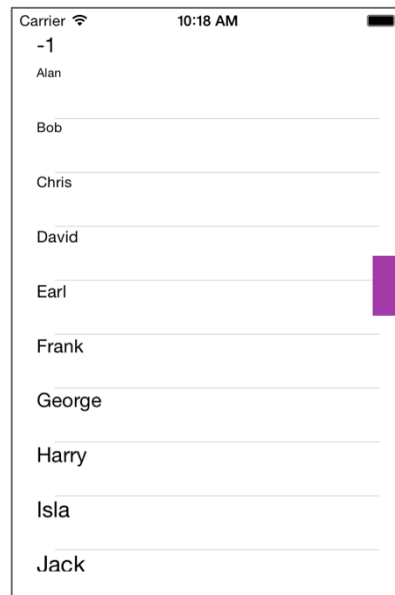 Carrier 10:18 AM
-1
Alan
Bob
Chris
David
Earl
Frank
George
Harry
Isla
Jack